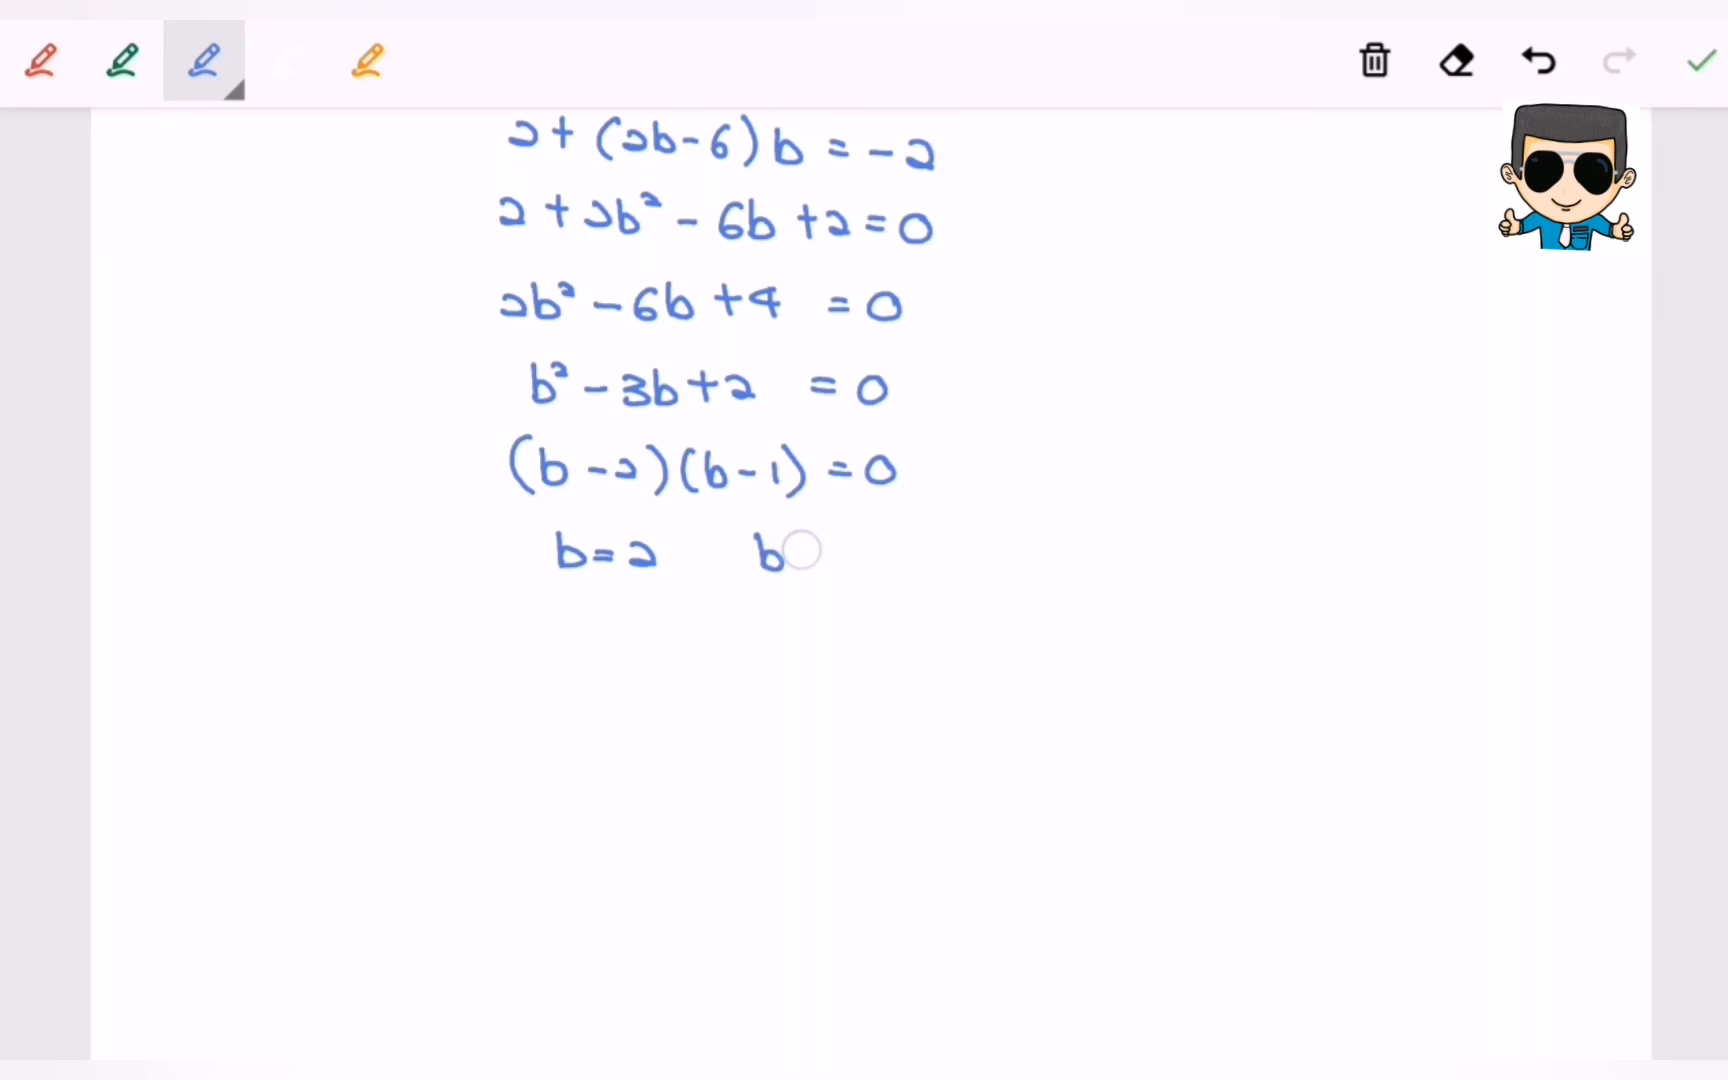 2 + (2b - 6) b = - 2
2 + 2b² - 6b + 2 = 0
2b² - 6b + 4 = 0
b² - 3b + 2 = 0
(b - 2)(b - 1) = 0
b = 2 b